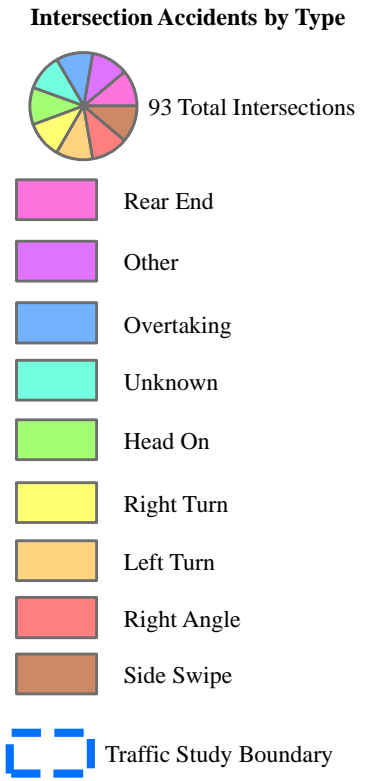 Intersection Accidents by Type
93 Total Intersections
Rear End
Other
Overtaking
Unknown
Head On
Right Turn
Left Turn
Right Angle
Side Swipe
Traffic Study Boundary